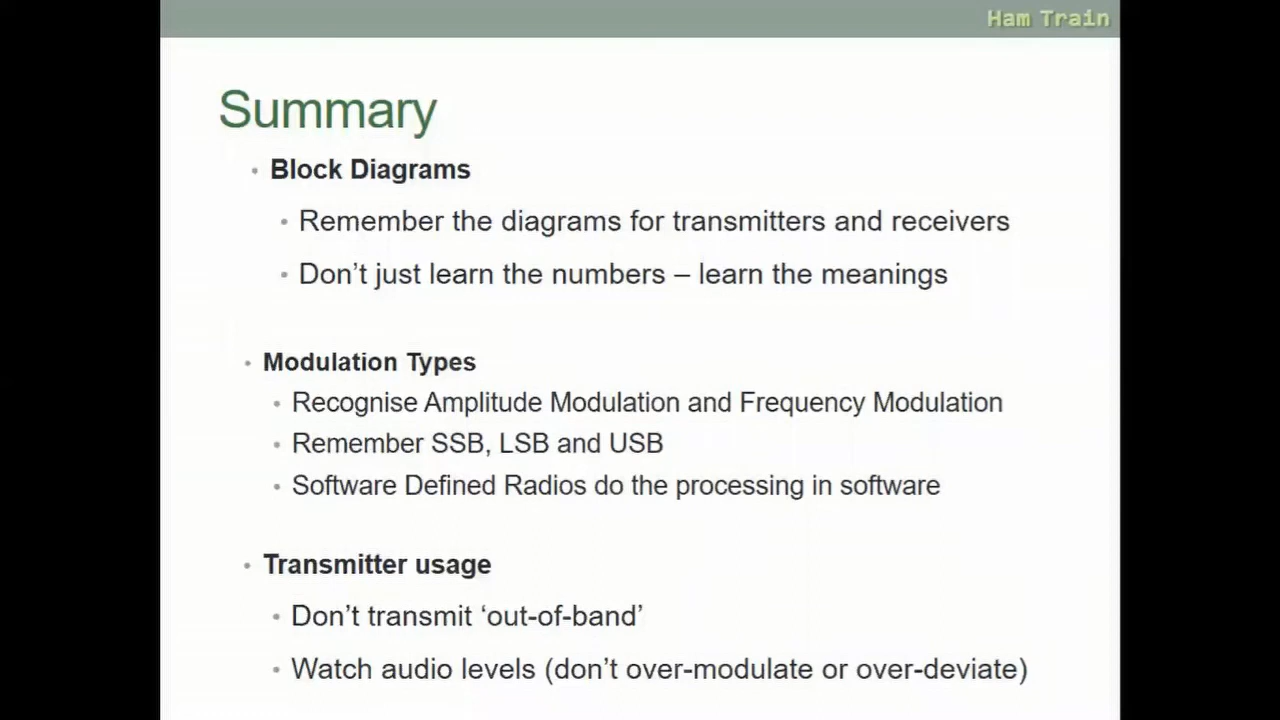 Ham Train
Summary
• Block Diagrams
• Remember the diagrams for transmitters and receivers
• Don’t just learn the numbers – learn the meanings
• Modulation Types
• Recognise Amplitude Modulation and Frequency Modulation
• Remember SSB, LSB and USB
• Software Defined Radios do the processing in software
• Transmitter usage
• Don’t transmit ‘out-of-band’
• Watch audio levels (don’t over-modulate or over-deviate)